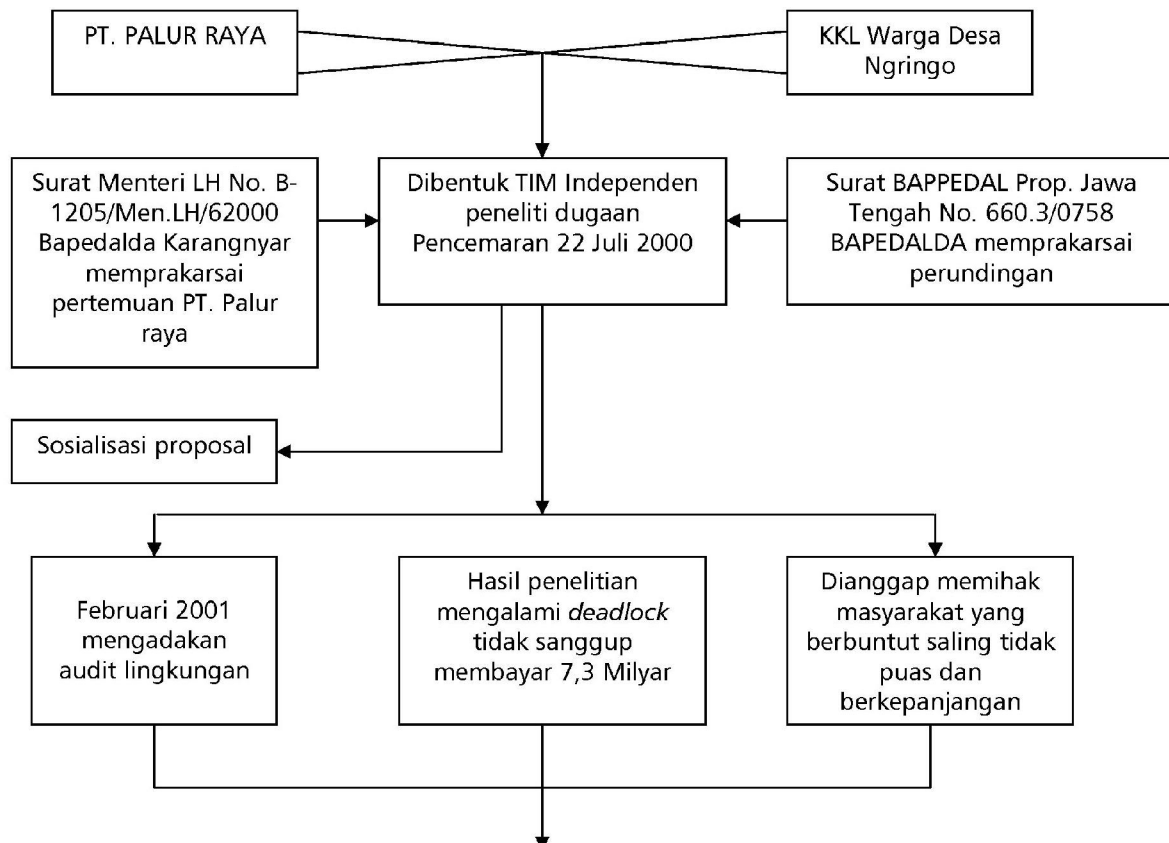 PT. PALUR RAYA
KKL Warga Desa
Ngringo
Surat Menteri LH No. B-
1205/Men.LH/62000
Bapedalda Karangnyar
memprakarsai
pertemuan PT. Palur
raya
Dibentuk TIM Independen
peneliti dugaan
Pencemaran 22 Juli 2000
Surat BAPPEDAL Prop. Jawa
Tengah No. 660.3/0758
BAPEDALDA memprakarsai
perundingan
Sosialisasi proposal
Februari 2001
mengadakan
audit lingkungan
Hasil penelitian
mengalami deadlock
tidak sanggup
membayar 7,3 Milyar
Dianggap memihak
masyarakat yang
berbuntut saling tidak
puas dan
berkepanjangan